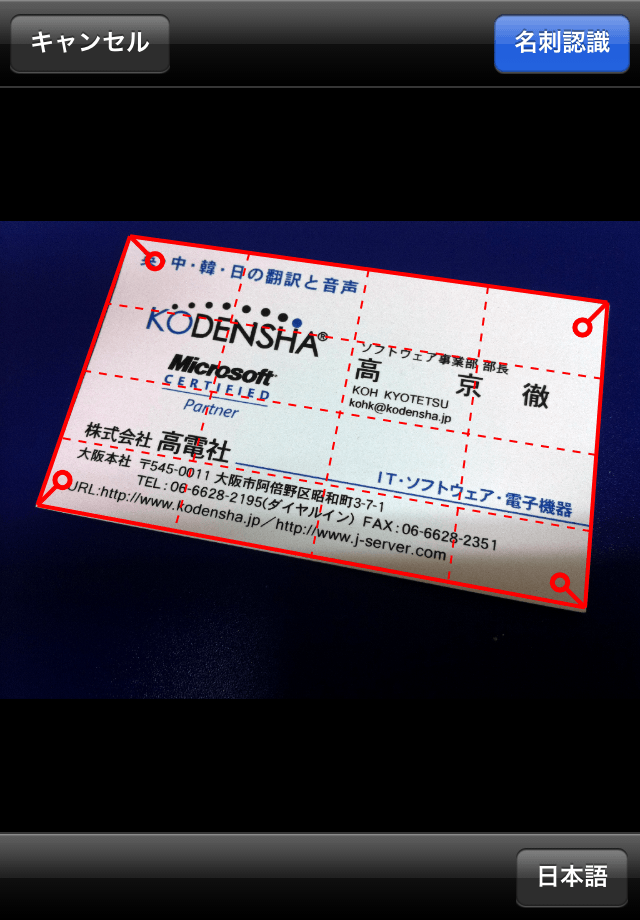 キャンセル
名刺認識
英・中・韓・日の翻訳と音声
KODENSHA®
Microsoft
CERTIFIED
Partner
ソフトウェア事業部 部長
高 京 徹
KOH KYOTETSU
kohk@kodensha.jp
株式会社 高電社
IT・ソフトウェア・電子機器
大阪本社 〒545-0011 大阪市阿倍野区昭和町3-7-1
TEL:06-6628-2195(ダイヤルイン) FAX:06-6628-2351
URL:http://www.kodensha.jp/http://www.j-server.com
日本語